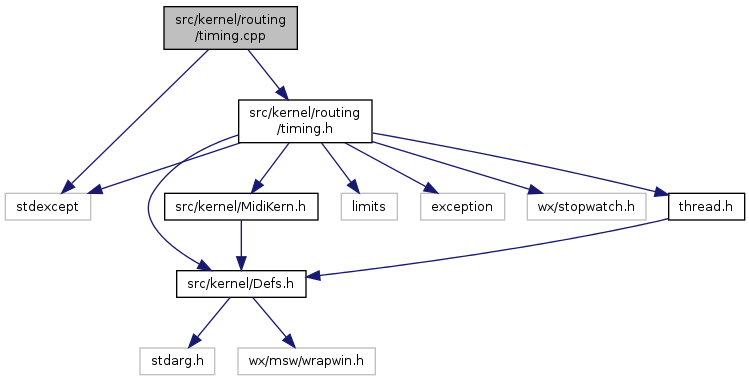 src/kernel/routing
/timing.cpp
src/kernel/routing
/timing.h
stdexcept
src/kernel/MidiKern.h
limits
exception
wx/stopwatch.h
thread.h
src/kernel/Defs.h
stdarg.h
wx/msw/wrapwin.h